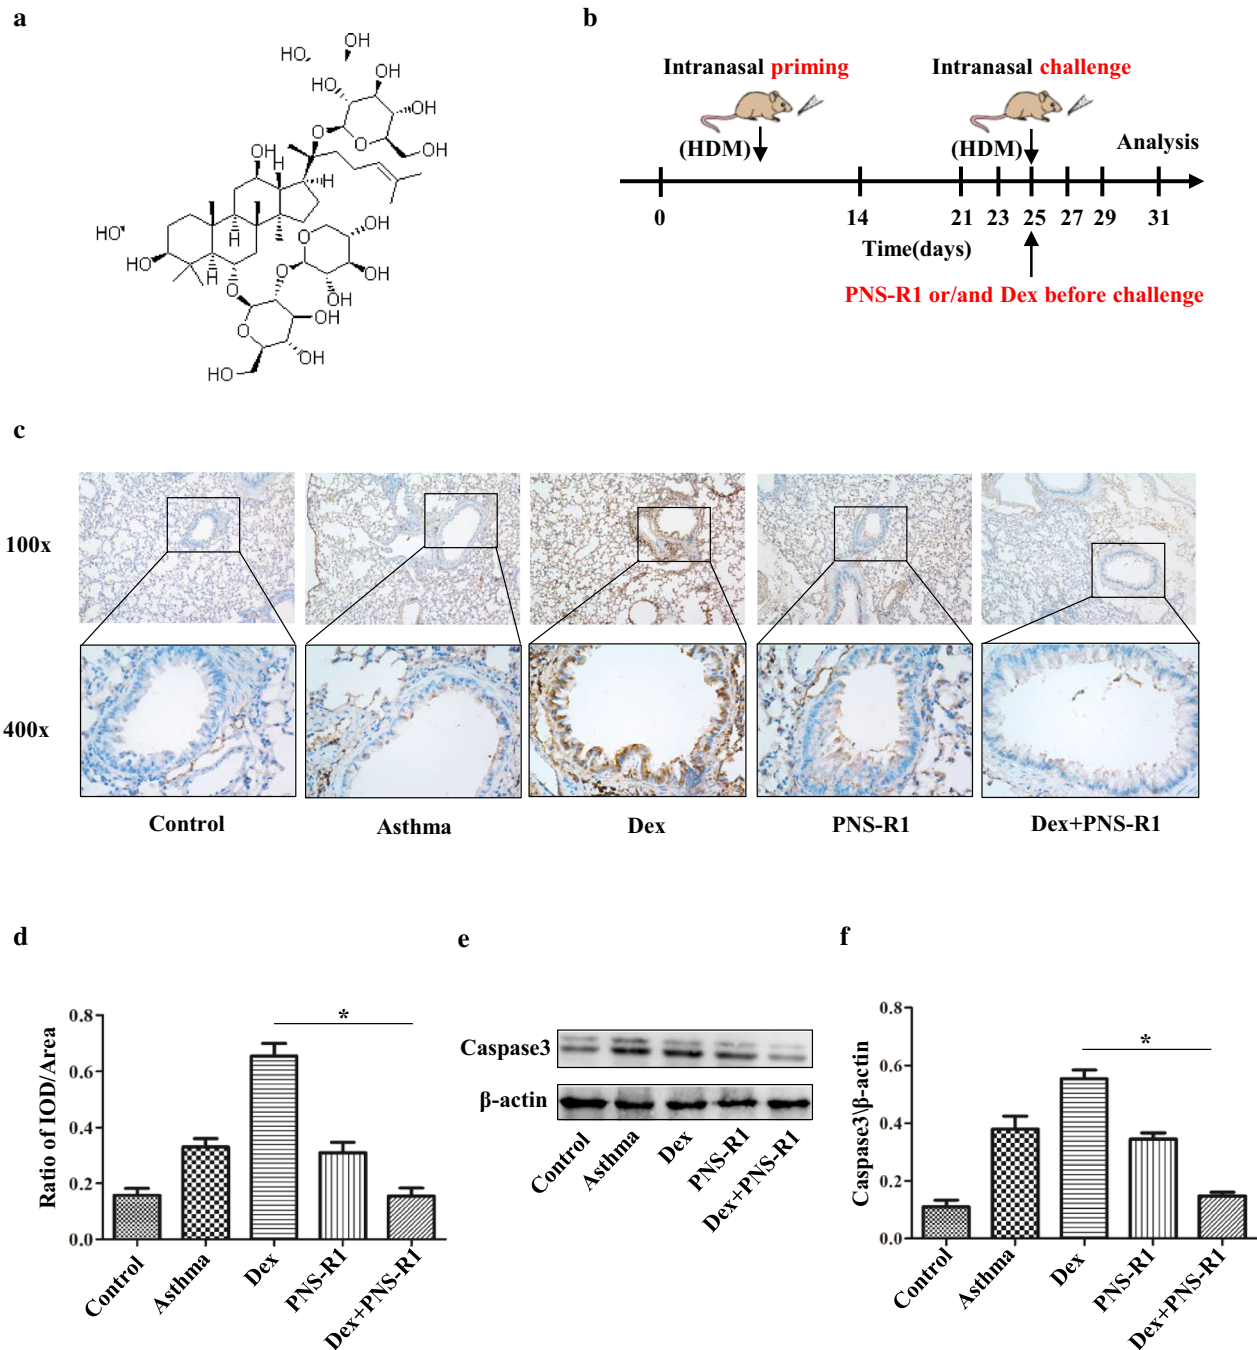 a
HO
OH
HO
OH
OH
O
O
OH
OH
HO
HO
O
OH
O
OH
O
OH
O
O
OH
OH
OH
HO
H
H
H
H
b
Intranasal priming
Intranasal challenge
(HDM)
(HDM)
Analysis
0
14
21
23
25
27
29
31
Time(days)
PNS-R1 or/and Dex before challenge
c
100x
400x
Control
Asthma
Dex
PNS-R1
Dex+PNS-R1
d
Ratio of IOD/Area
0.8
0.6
0.4
0.2
0.0
*
Control
Asthma
Dex
PNS-R1
Dex+PNS-R1
e
Caspase3
β-actin
Control
Asthma
Dex
PNS-R1
Dex+PNS-R1
f
Caspase3\β-actin
0.8
0.6
0.4
0.2
0.0
*
Control
Asthma
Dex
PNS-R1
Dex+PNS-R1